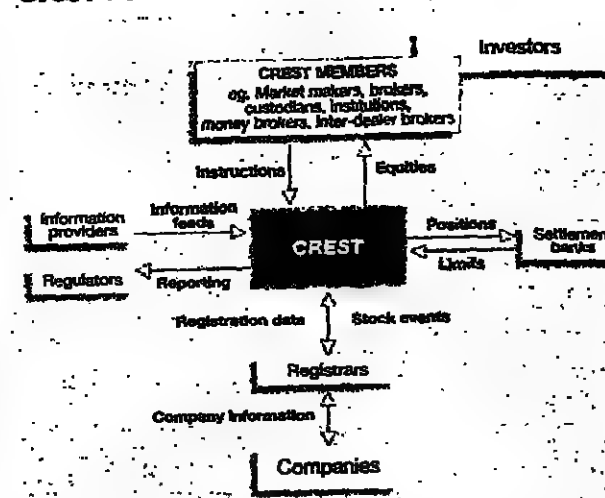 Investors
CREST MEMBERS
eg. Market makers, brokers,
custodians, institutions,
money brokers, inter-dealer brokers
Instructions
Equities
Information
providers
Information
feeds
CREST
Positions
Limits
Settlement
banks
Regulators
Reporting
Registration data
Stock events
Registrars
Company information
Companies